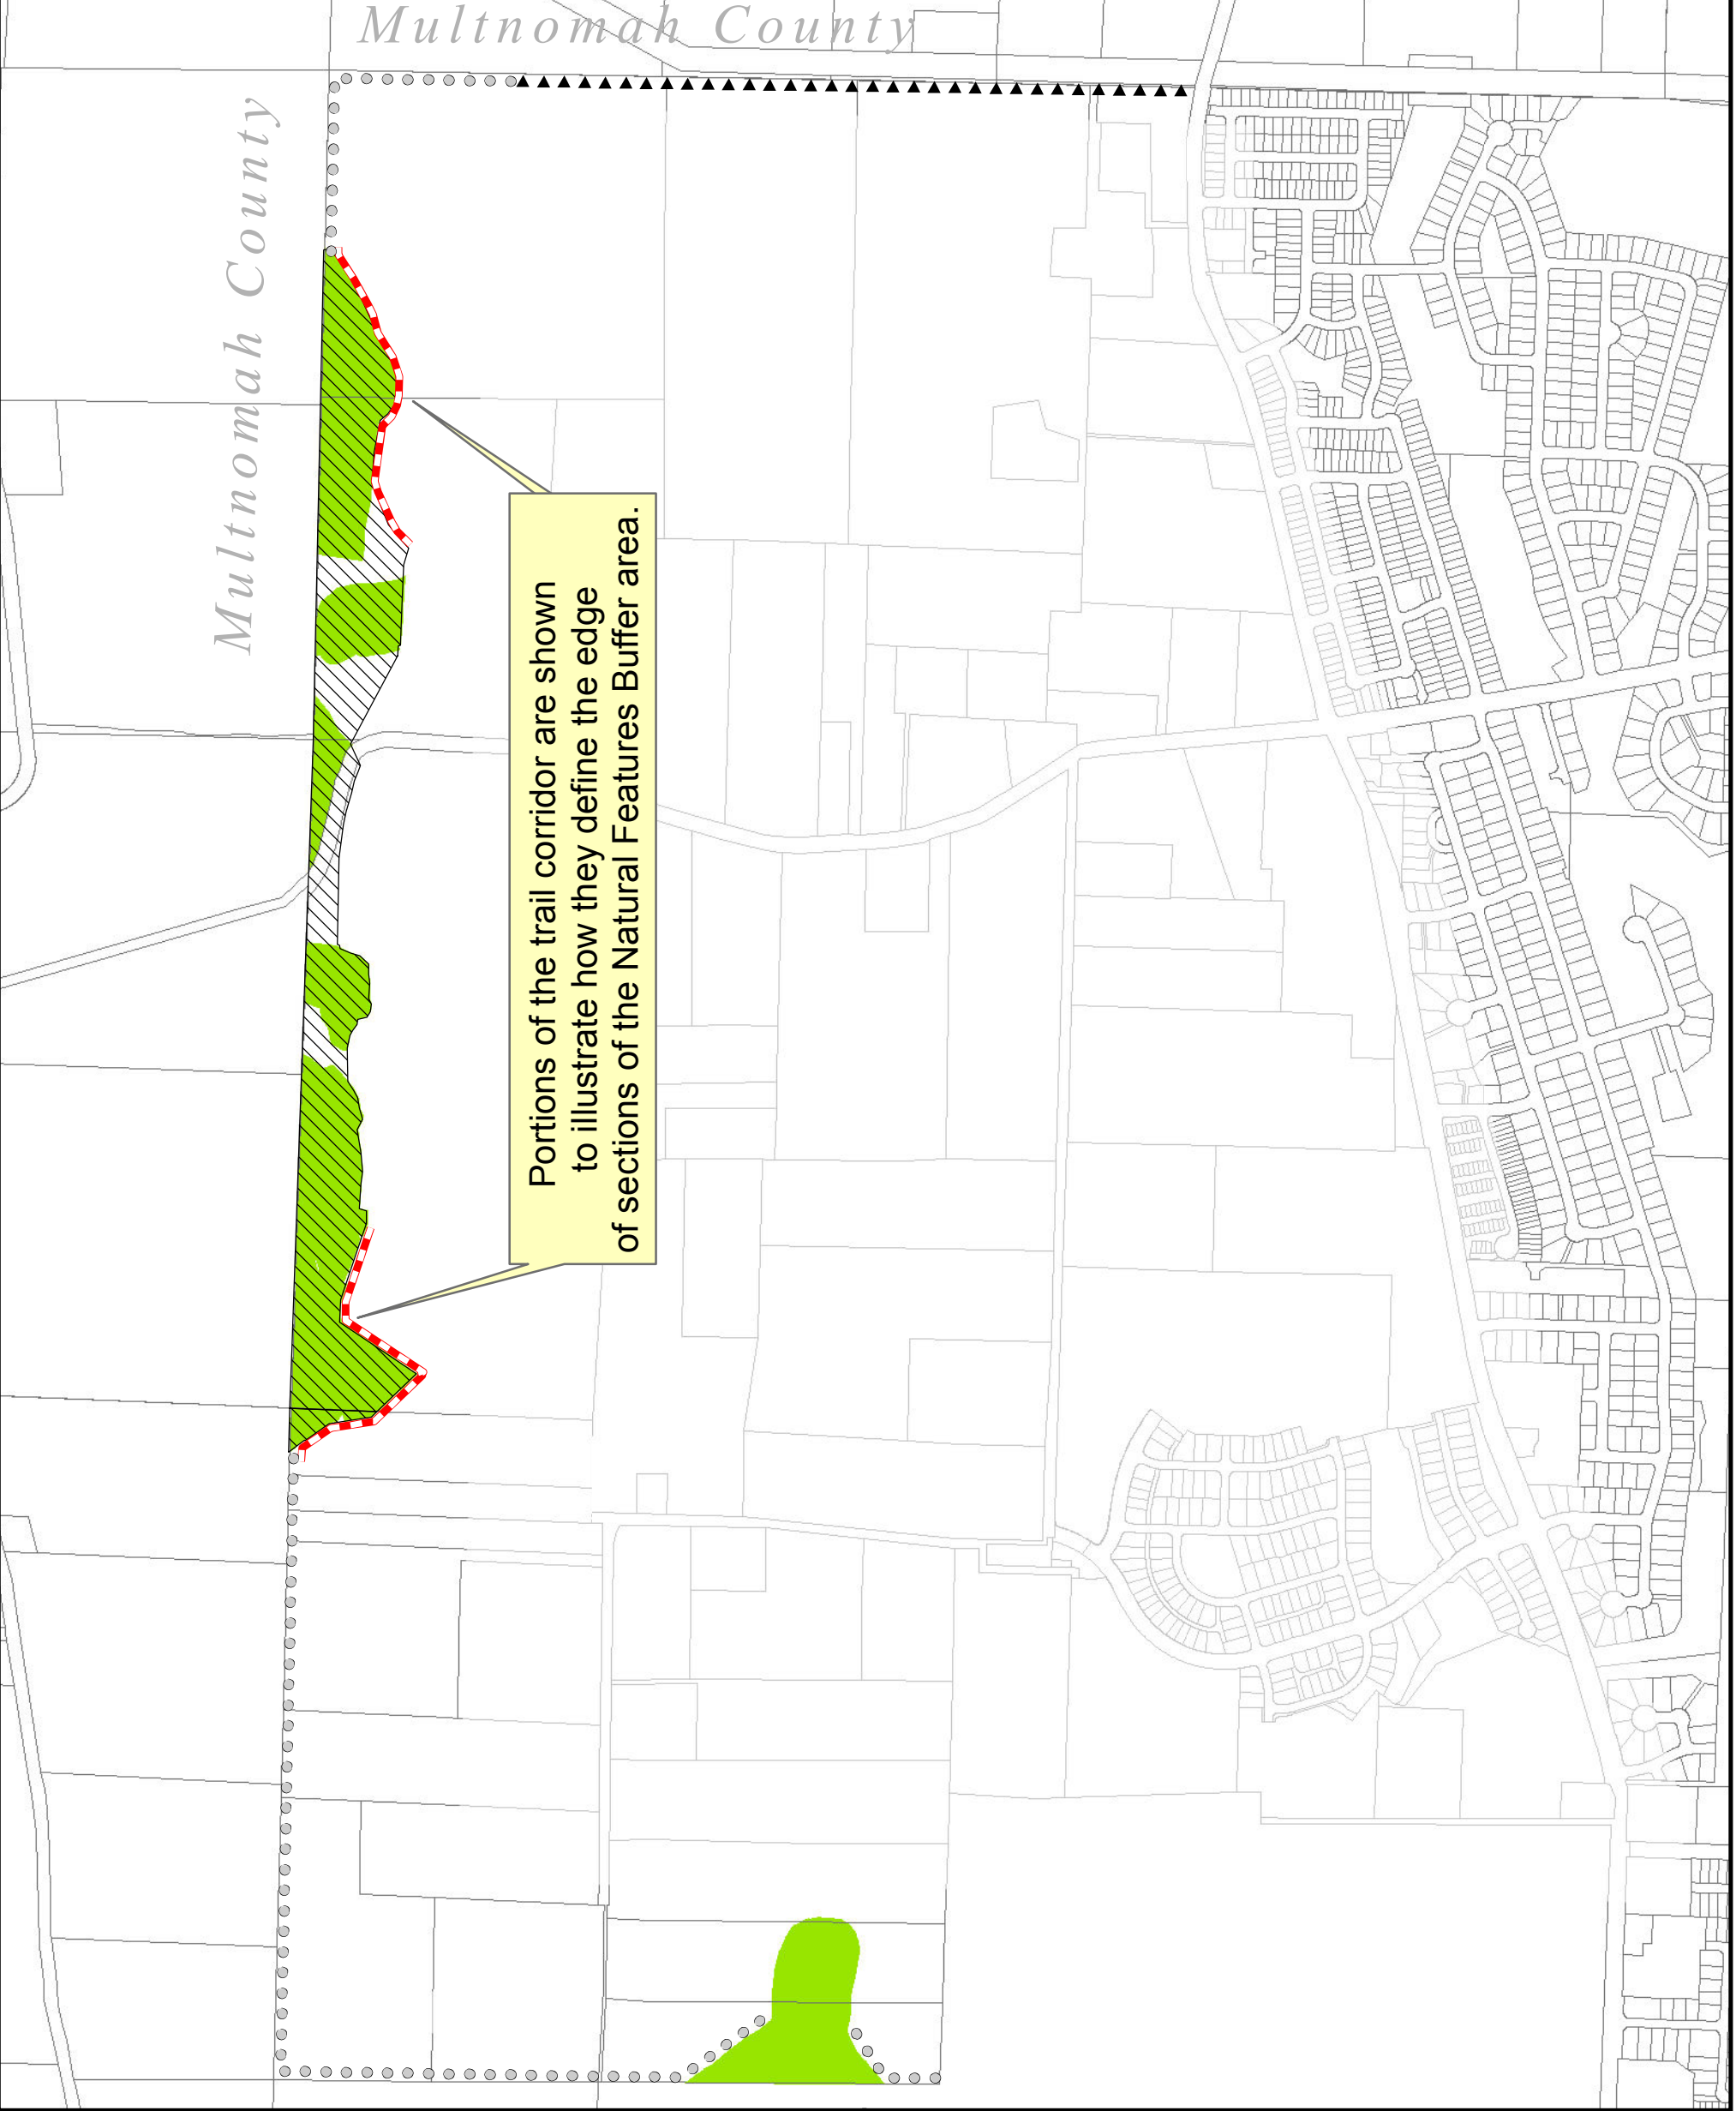 Multnomah County
Multnomah County
Portions of the trail corridor are shown
to illustrate how they define the edge
of sections of the Natural Features Buffer area.